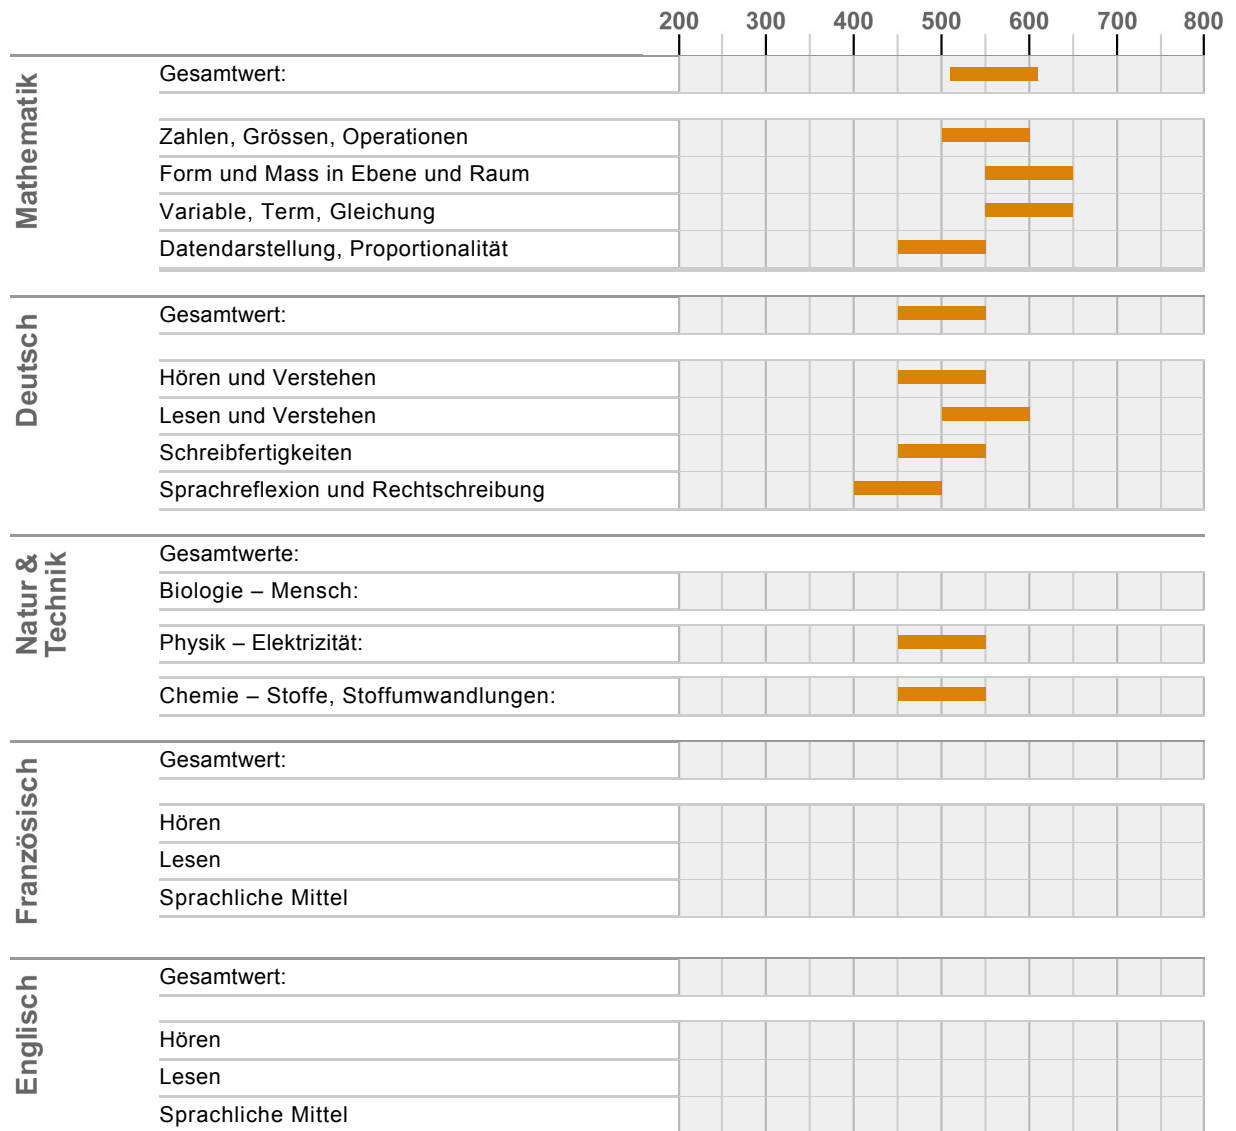 200 300 400 500 600 700 800
Mathematik
Gesamtwert:
Zahlen, Grössen, Operationen
Form und Mass in Ebene und Raum
Variable, Term, Gleichung
Datendarstellung, Proportionalität
Deutsch
Gesamtwert:
Hören und Verstehen
Lesen und Verstehen
Schreibfertigkeiten
Sprachreflexion und Rechtschreibung
Natur &
Technik
Gesamtwerte:
Biologie – Mensch:
Physik – Elektrizität:
Chemie – Stoffe, Stoffumwandlungen:
Französisch
Gesamtwert:
Hören
Lesen
Sprachliche Mittel
Englisch
Gesamtwert:
Hören
Lesen
Sprachliche Mittel